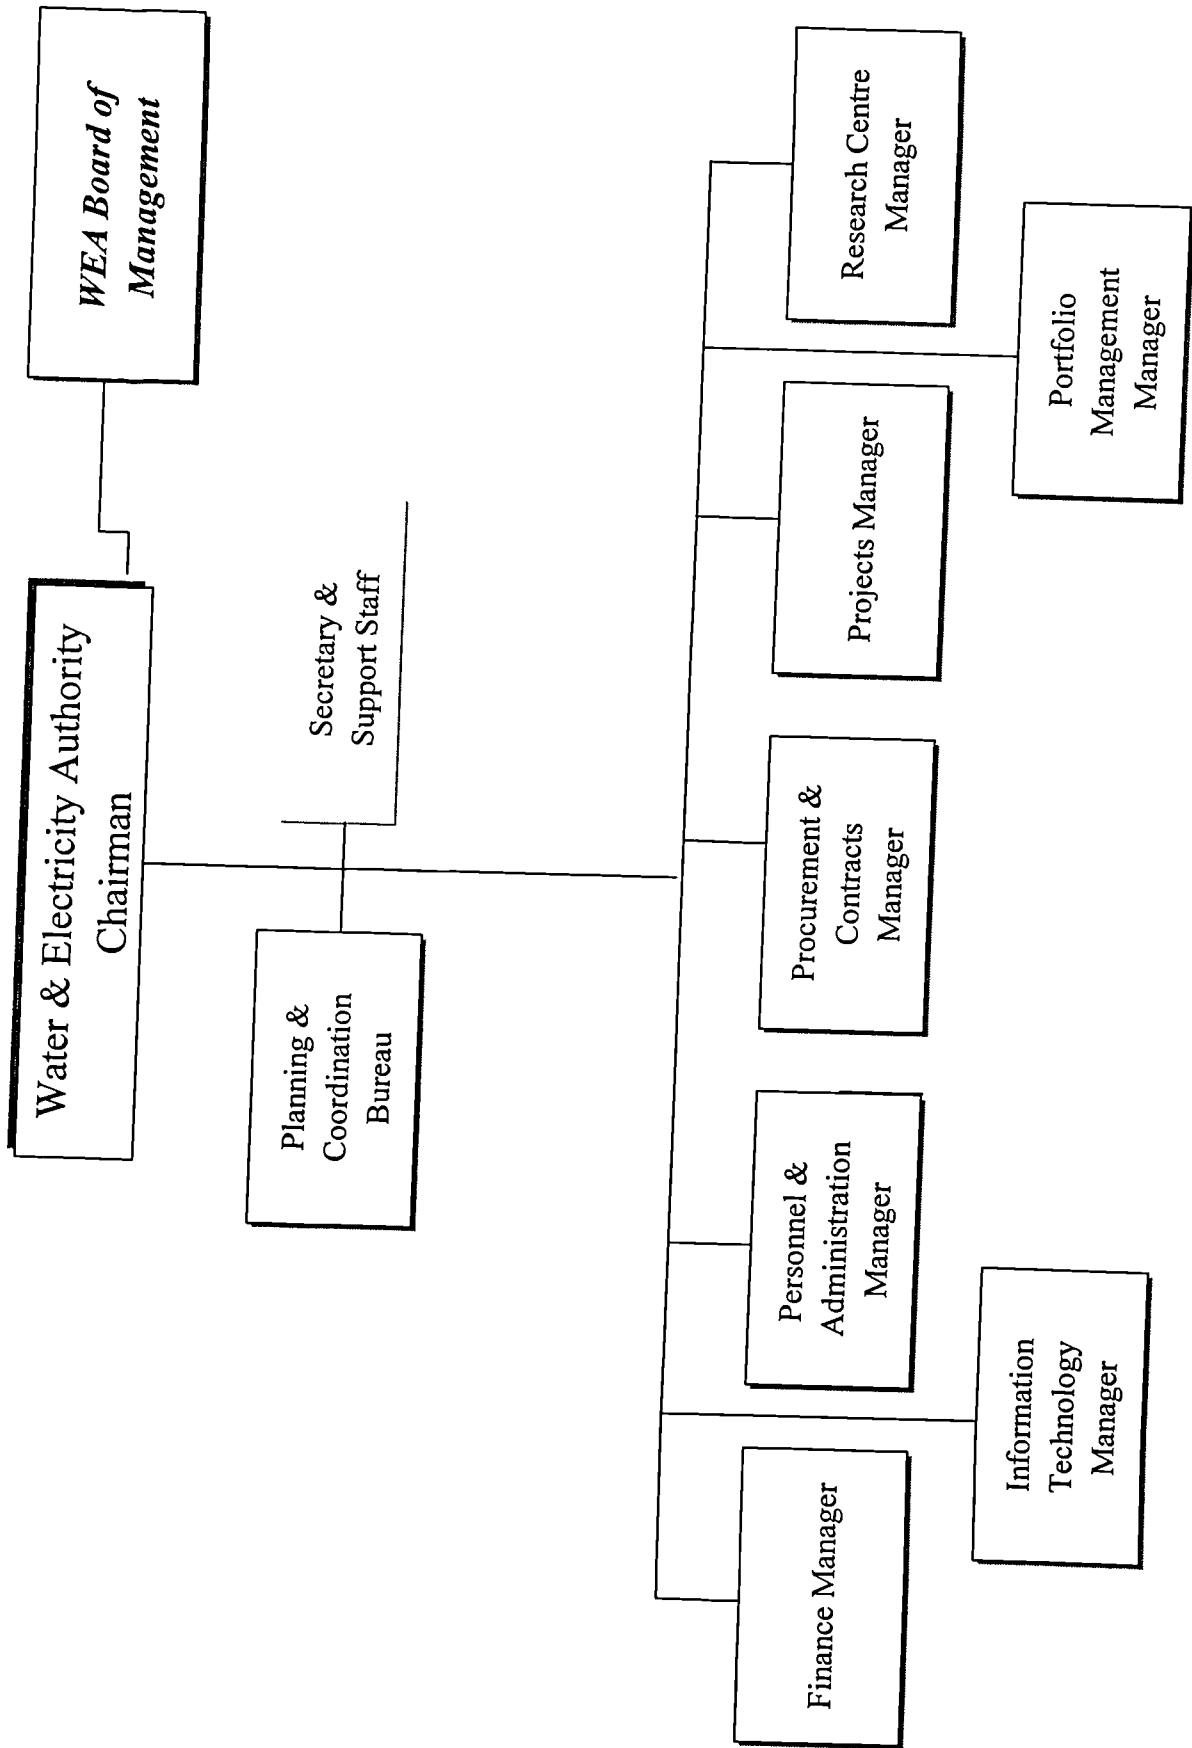 WEA Board of
Management
Water & Electricity Authority
Chairman
Secretary &
Support Staff
Planning &
Coordination
Bureau
Finance Manager
Personnel &
Administration
Manager
Procurement &
Contracts
Manager
Projects Manager
Research Centre
Manager
Information
Technology
Manager
Portfolio
Management
Manager